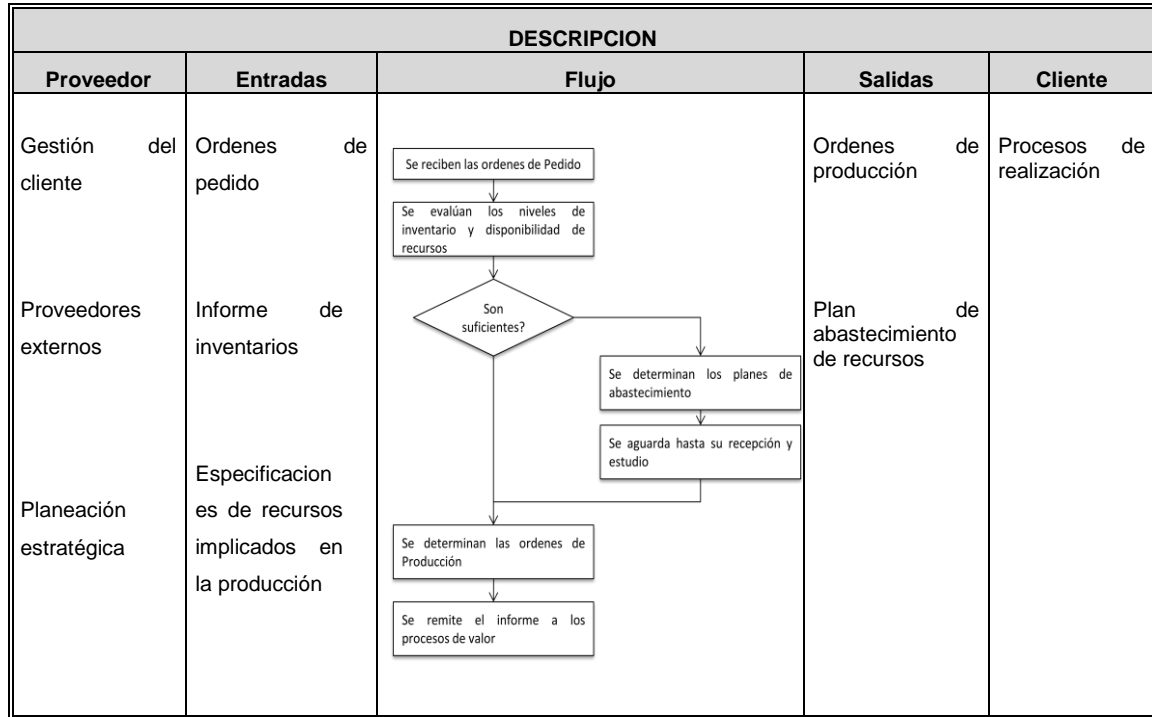 DESCRIPCION
Proveedor
Entradas
Flujo
Salidas
Cliente
Gestión del
cliente
Proveedores
externos
Planeación
estratégica
Ordenes de
pedido
Informe de
inventarios
Especificacion
es de recursos
implicados en
la producción
Se reciben las ordenes de Pedido
Se evalúan los niveles de
inventario y disponibilidad de
recursos
Son
suficientes?
Se determinan los planes de
abastecimiento
Se aguarda hasta su recepción y
estudio
Se determinan las ordenes de
Producción
Se remite el informe a los
procesos de valor
Ordenes de
producción
Plan de
abastecimiento
de recursos
Procesos de
realización